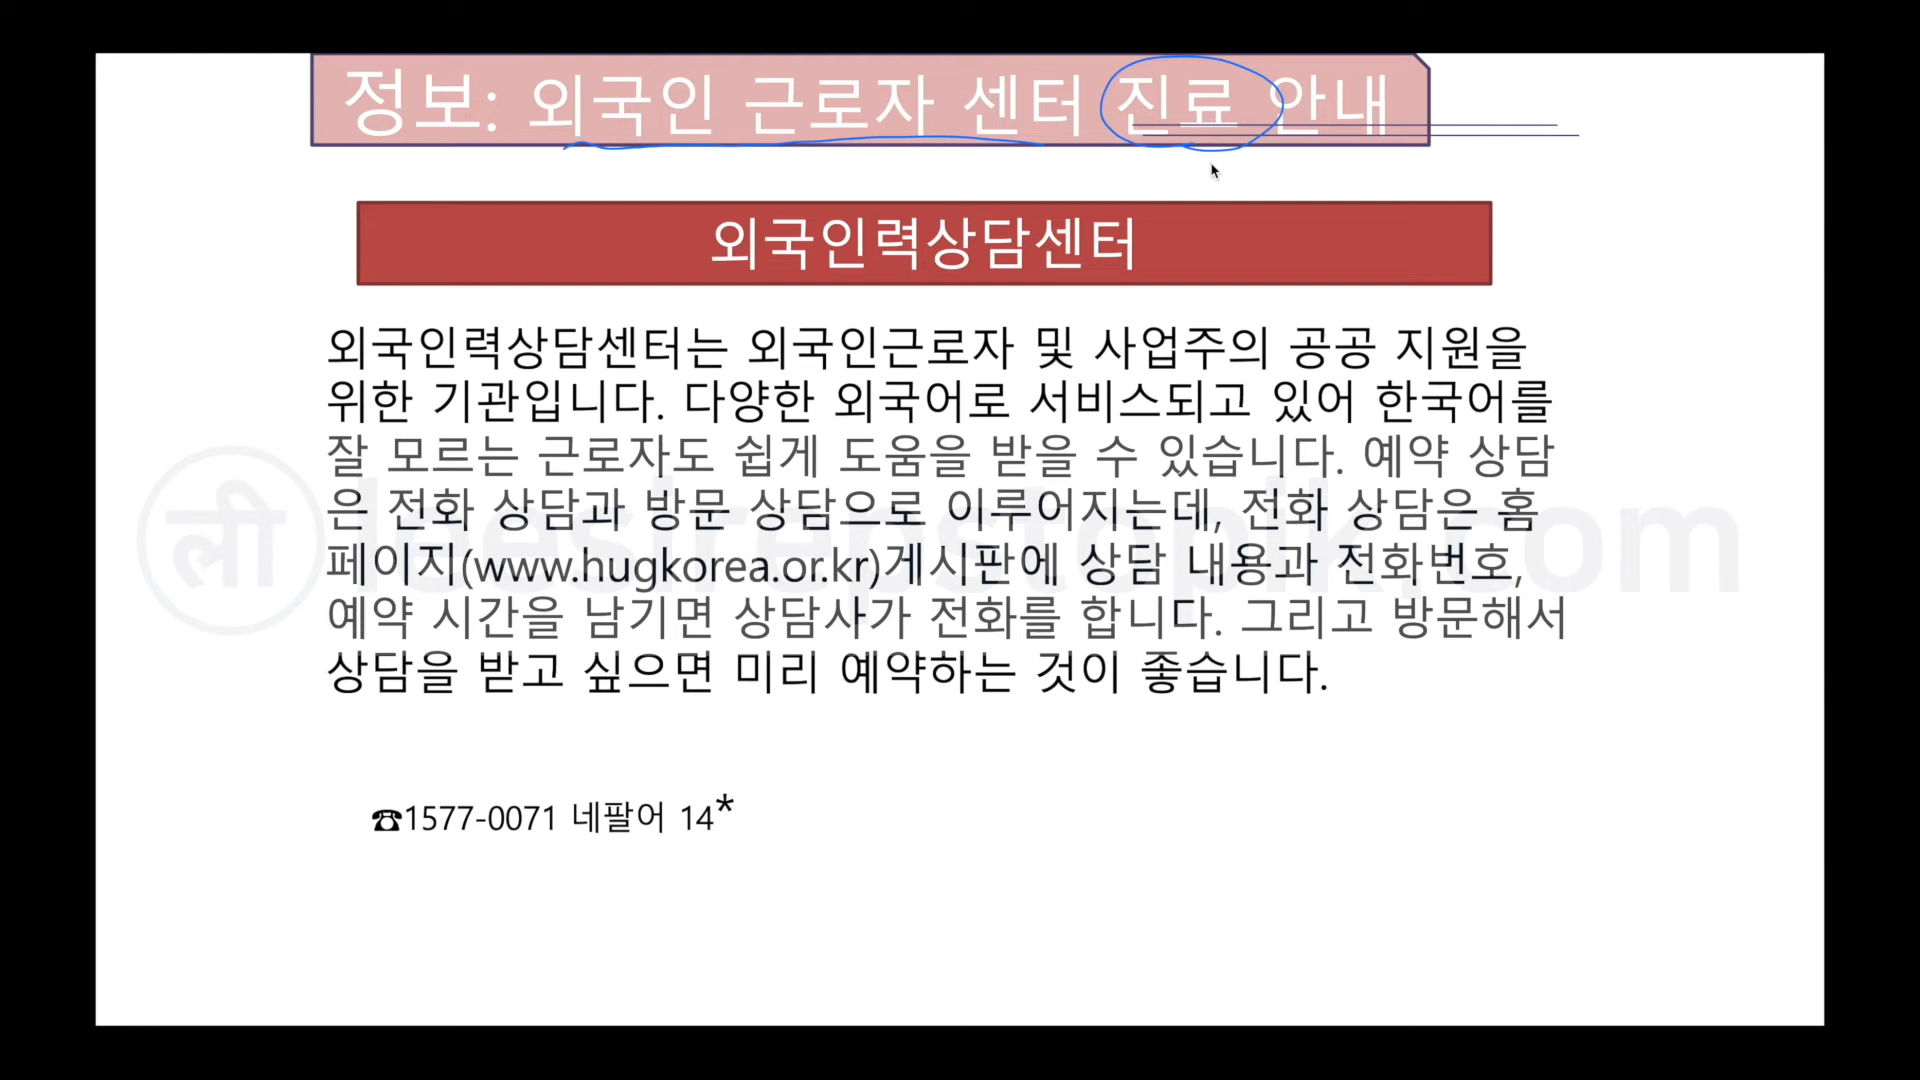 정보: 외국인 근로자 센터 진료 안내
외국인력상담센터
외국인력상담센터는 외국인근로자 및 사업주의 공공 지원을
위한 기관입니다. 다양한 외국어로 서비스되고 있어 한국어를
잘 모르는 근로자도 쉽게 도움을 받을 수 있습니다. 예약 상담
은 전화 상담과 방문 상담으로 이루어지는데, 전화 상담은 홈
페이지(www.hugkorea.or.kr)게시판에 상담 내용과 전화번호,
예약 시간을 남기면 상담사가 전화를 합니다. 그리고 방문해서
상담을 받고 싶으면 미리 예약하는 것이 좋습니다.
☎1577-0071 네팔어 14*
ली